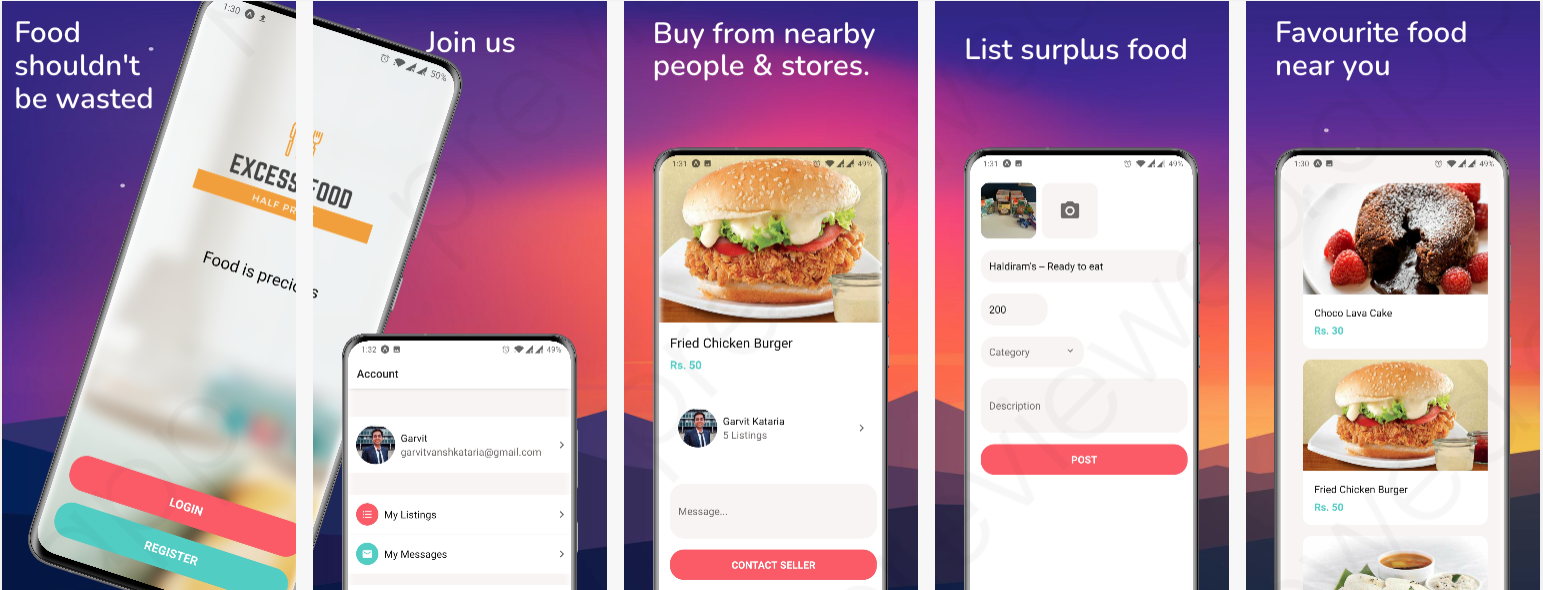 Food
shouldn't
be wasted
1:30
EXCESS FOOD
HALF PR
Food is precious
LOGIN
REGISTER
Join us
50%
1:32
49%
Account
Garvit
garvitvanshkataria@gmail.com
My Listings
My Messages
Buy from nearby
people & stores.
1:31
49%
Fried Chicken Burger
Rs. 50
Garvit Kataria
5 Listings
Message...
CONTACT SELLER
List surplus food
1:31
49%
Haldiram's – Ready to eat
200
Category
Description
POST
Favourite food
near you
1:30
49%
Choco Lava Cake
Rs. 30
Fried Chicken Burger
Rs. 50